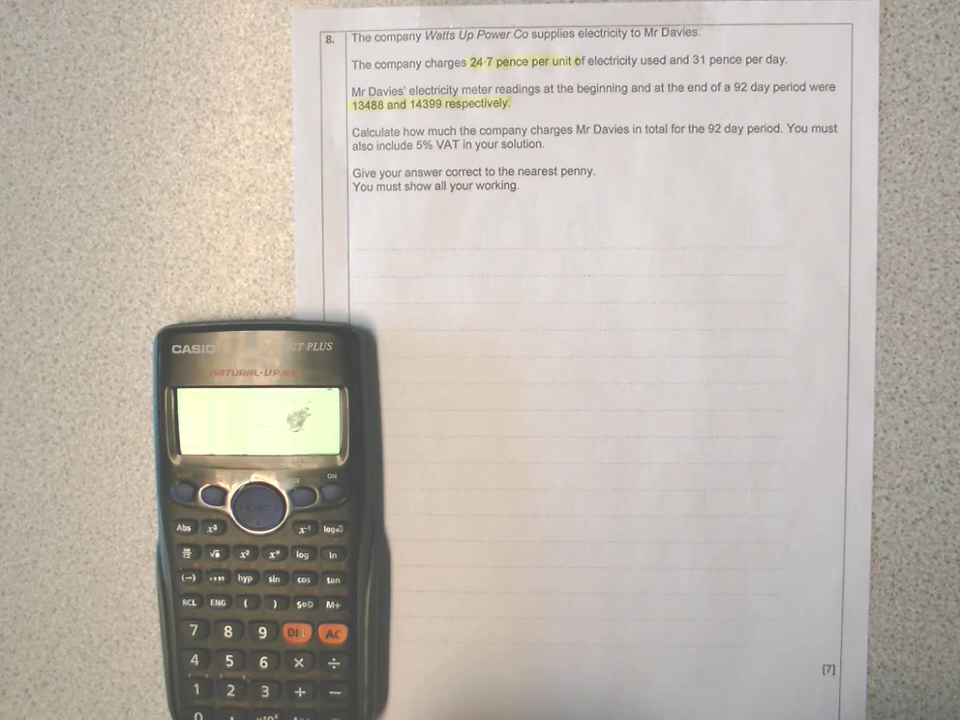 8. The company Watts Up Power Co supplies electricity to Mr Davies.
The company charges 24·7 pence per unit of electricity used and 31 pence per day.
Mr Davies' electricity meter readings at the beginning and at the end of a 92 day period were
13488 and 14399 respectively.
Calculate how much the company charges Mr Davies in total for the 92 day period. You must
also include 5% VAT in your solution.
Give your answer correct to the nearest penny.
You must show all your working.
[7]
CASIO GT PLUS
NATURAL-V.P.A.M.
ON
Abs x³ x⁻¹ log
√ x² log ln
(−) hyp sin cos tan
RCL ENG ( ) S⇔D M+
7 8 9 DEL AC
4 5 6 × ÷
1 2 3 + −
0